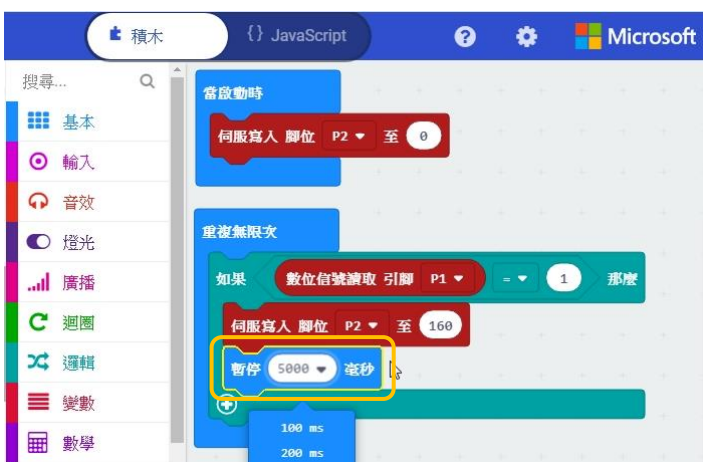 積木
{} JavaScript
?
Microsoft
搜尋...
基本
輸入
音效
燈光
廣播
迴圈
邏輯
變數
數學
當啟動時
伺服寫入 腳位 P2 至 0
重複無限次
如果 數位信號讀取 引腳 P1 = 1 那麼
伺服寫入 腳位 P2 至 160
暫停 5000 毫秒
100 ms
200 ms